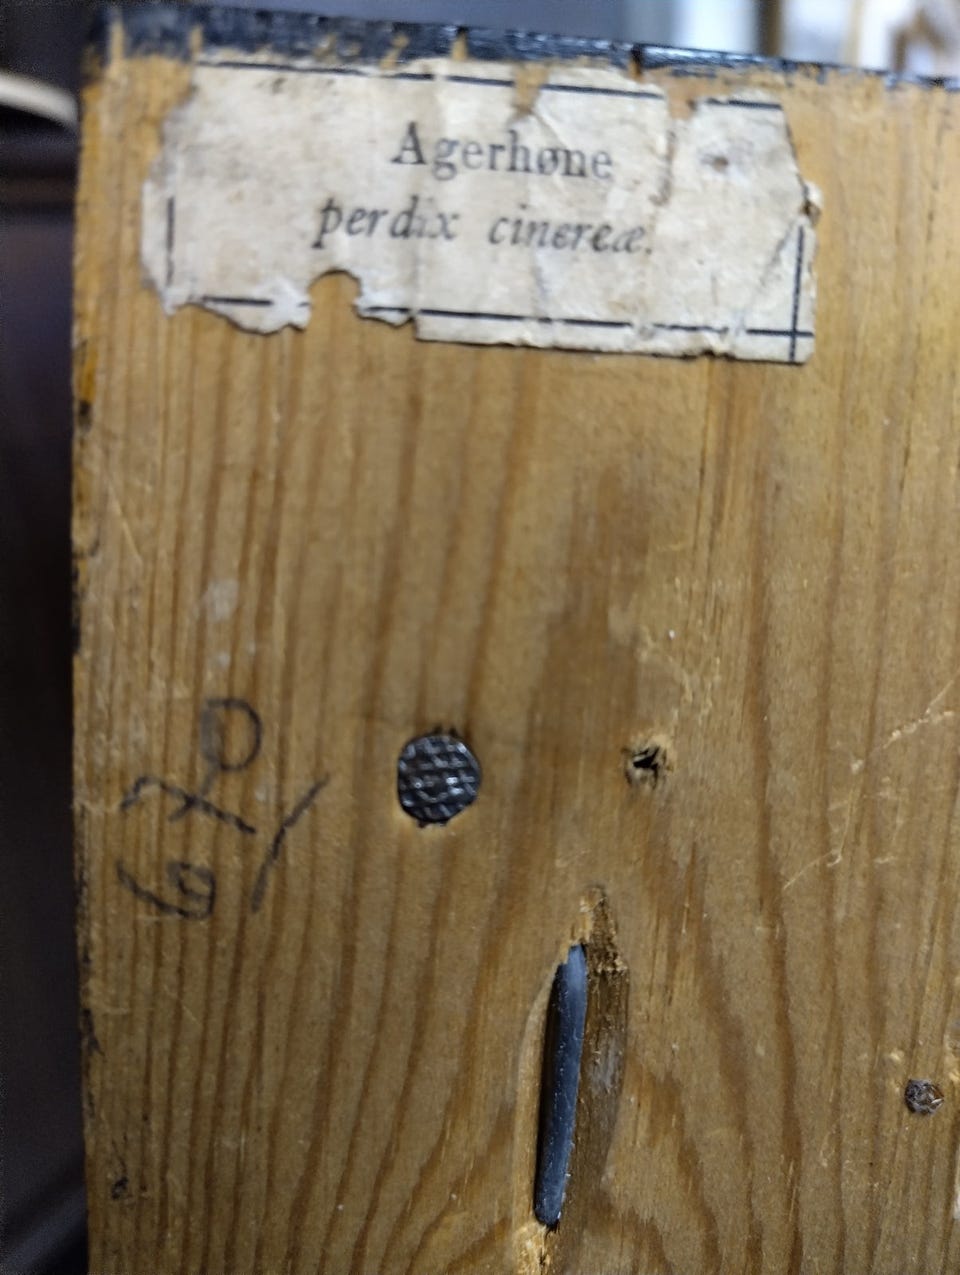 Agerhøne
perdix cinereæ.